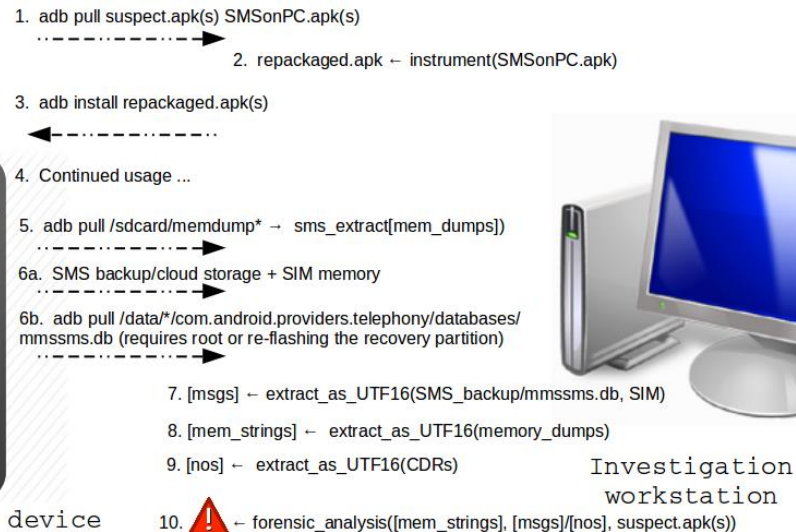 1. adb pull suspect.apk(s) SMSonPC.apk(s)
2. repackaged.apk ← instrument(SMSonPC.apk)
3. adb install repackaged.apk(s)
4. Continued usage ...
5. adb pull /sdcard/memdump* → sms_extract[mem_dumps])
6a. SMS backup/cloud storage + SIM memory
6b. adb pull /data/*/com.android.providers.telephony/databases/
mmssms.db (requires root or re-flashing the recovery partition)
7. [msgs] ← extract_as_UTF16(SMS_backup/mmssms.db, SIM)
8. [mem_strings] ← extract_as_UTF16(memory_dumps)
9. [nos] ← extract_as_UTF16(CDRs)
Investigation
workstation
device
10. ! ← forensic_analysis([mem_strings], [msgs]/[nos], suspect.apk(s))